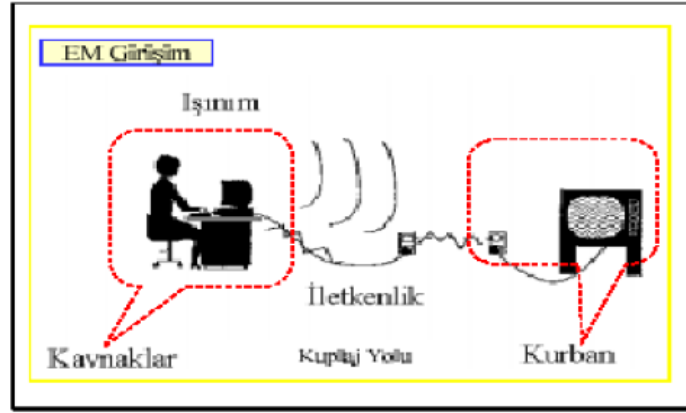 EM Girişim
Işınım
İletkenlik
Kaynaklar
Kuplaj Yolu
Kurban